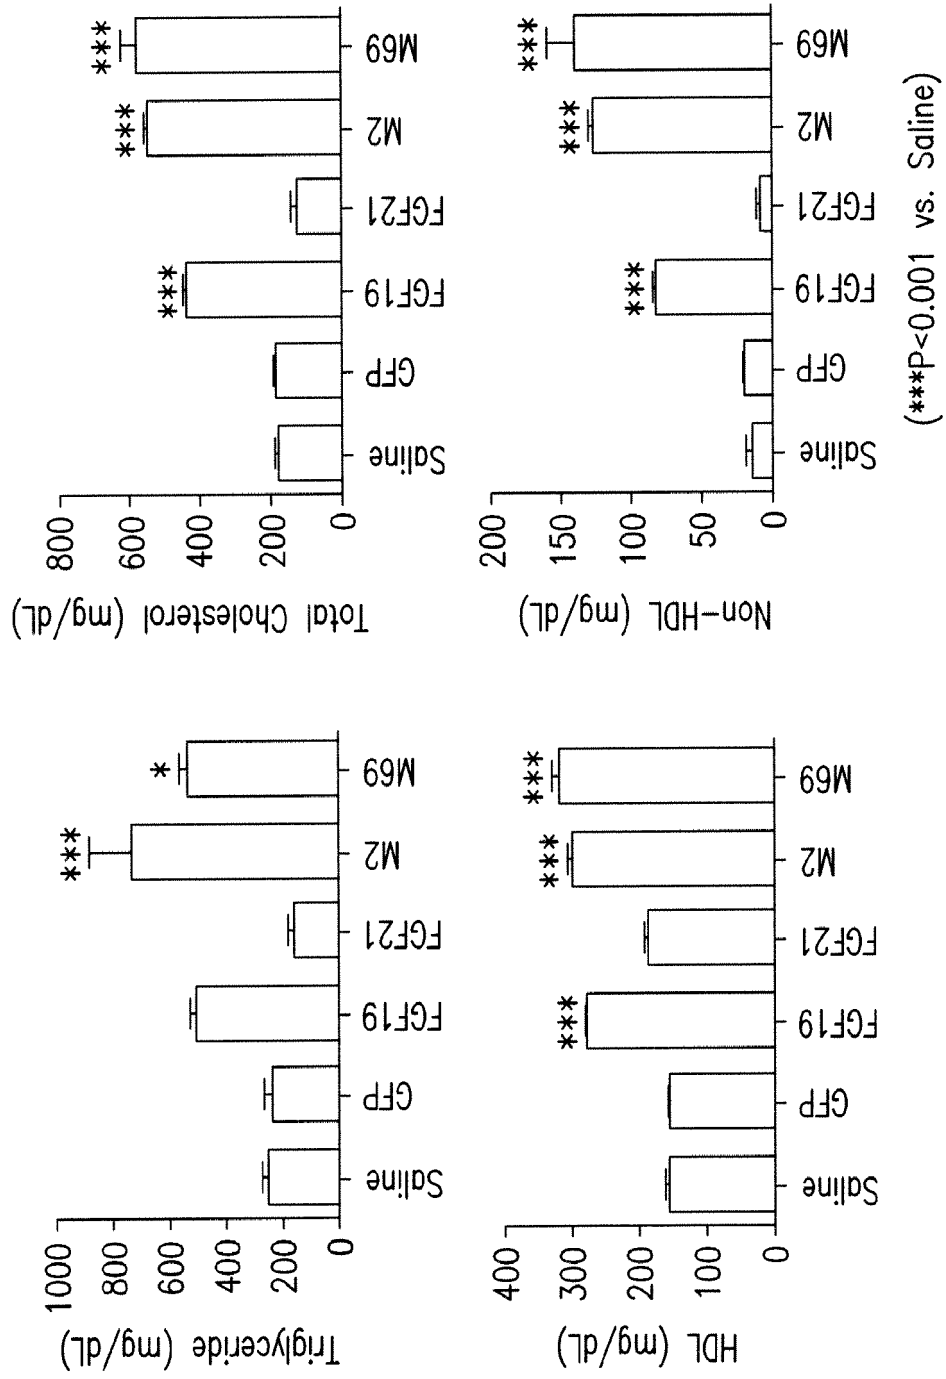 Triglyceride (mg/dL)
1000
800
600
400
200
0
***
*
Saline
GFP
FGF19
FGF21
M2
M69
Total Cholesterol (mg/dL)
800
600
400
200
0
***
***
***
Saline
GFP
FGF19
FGF21
M2
M69
HDL (mg/dL)
400
300
200
100
0
***
***
***
Saline
GFP
FGF19
FGF21
M2
M69
Non-HDL (mg/dL)
200
150
100
50
0
***
***
***
Saline
GFP
FGF19
FGF21
M2
M69
(***P<0.001 vs. Saline)